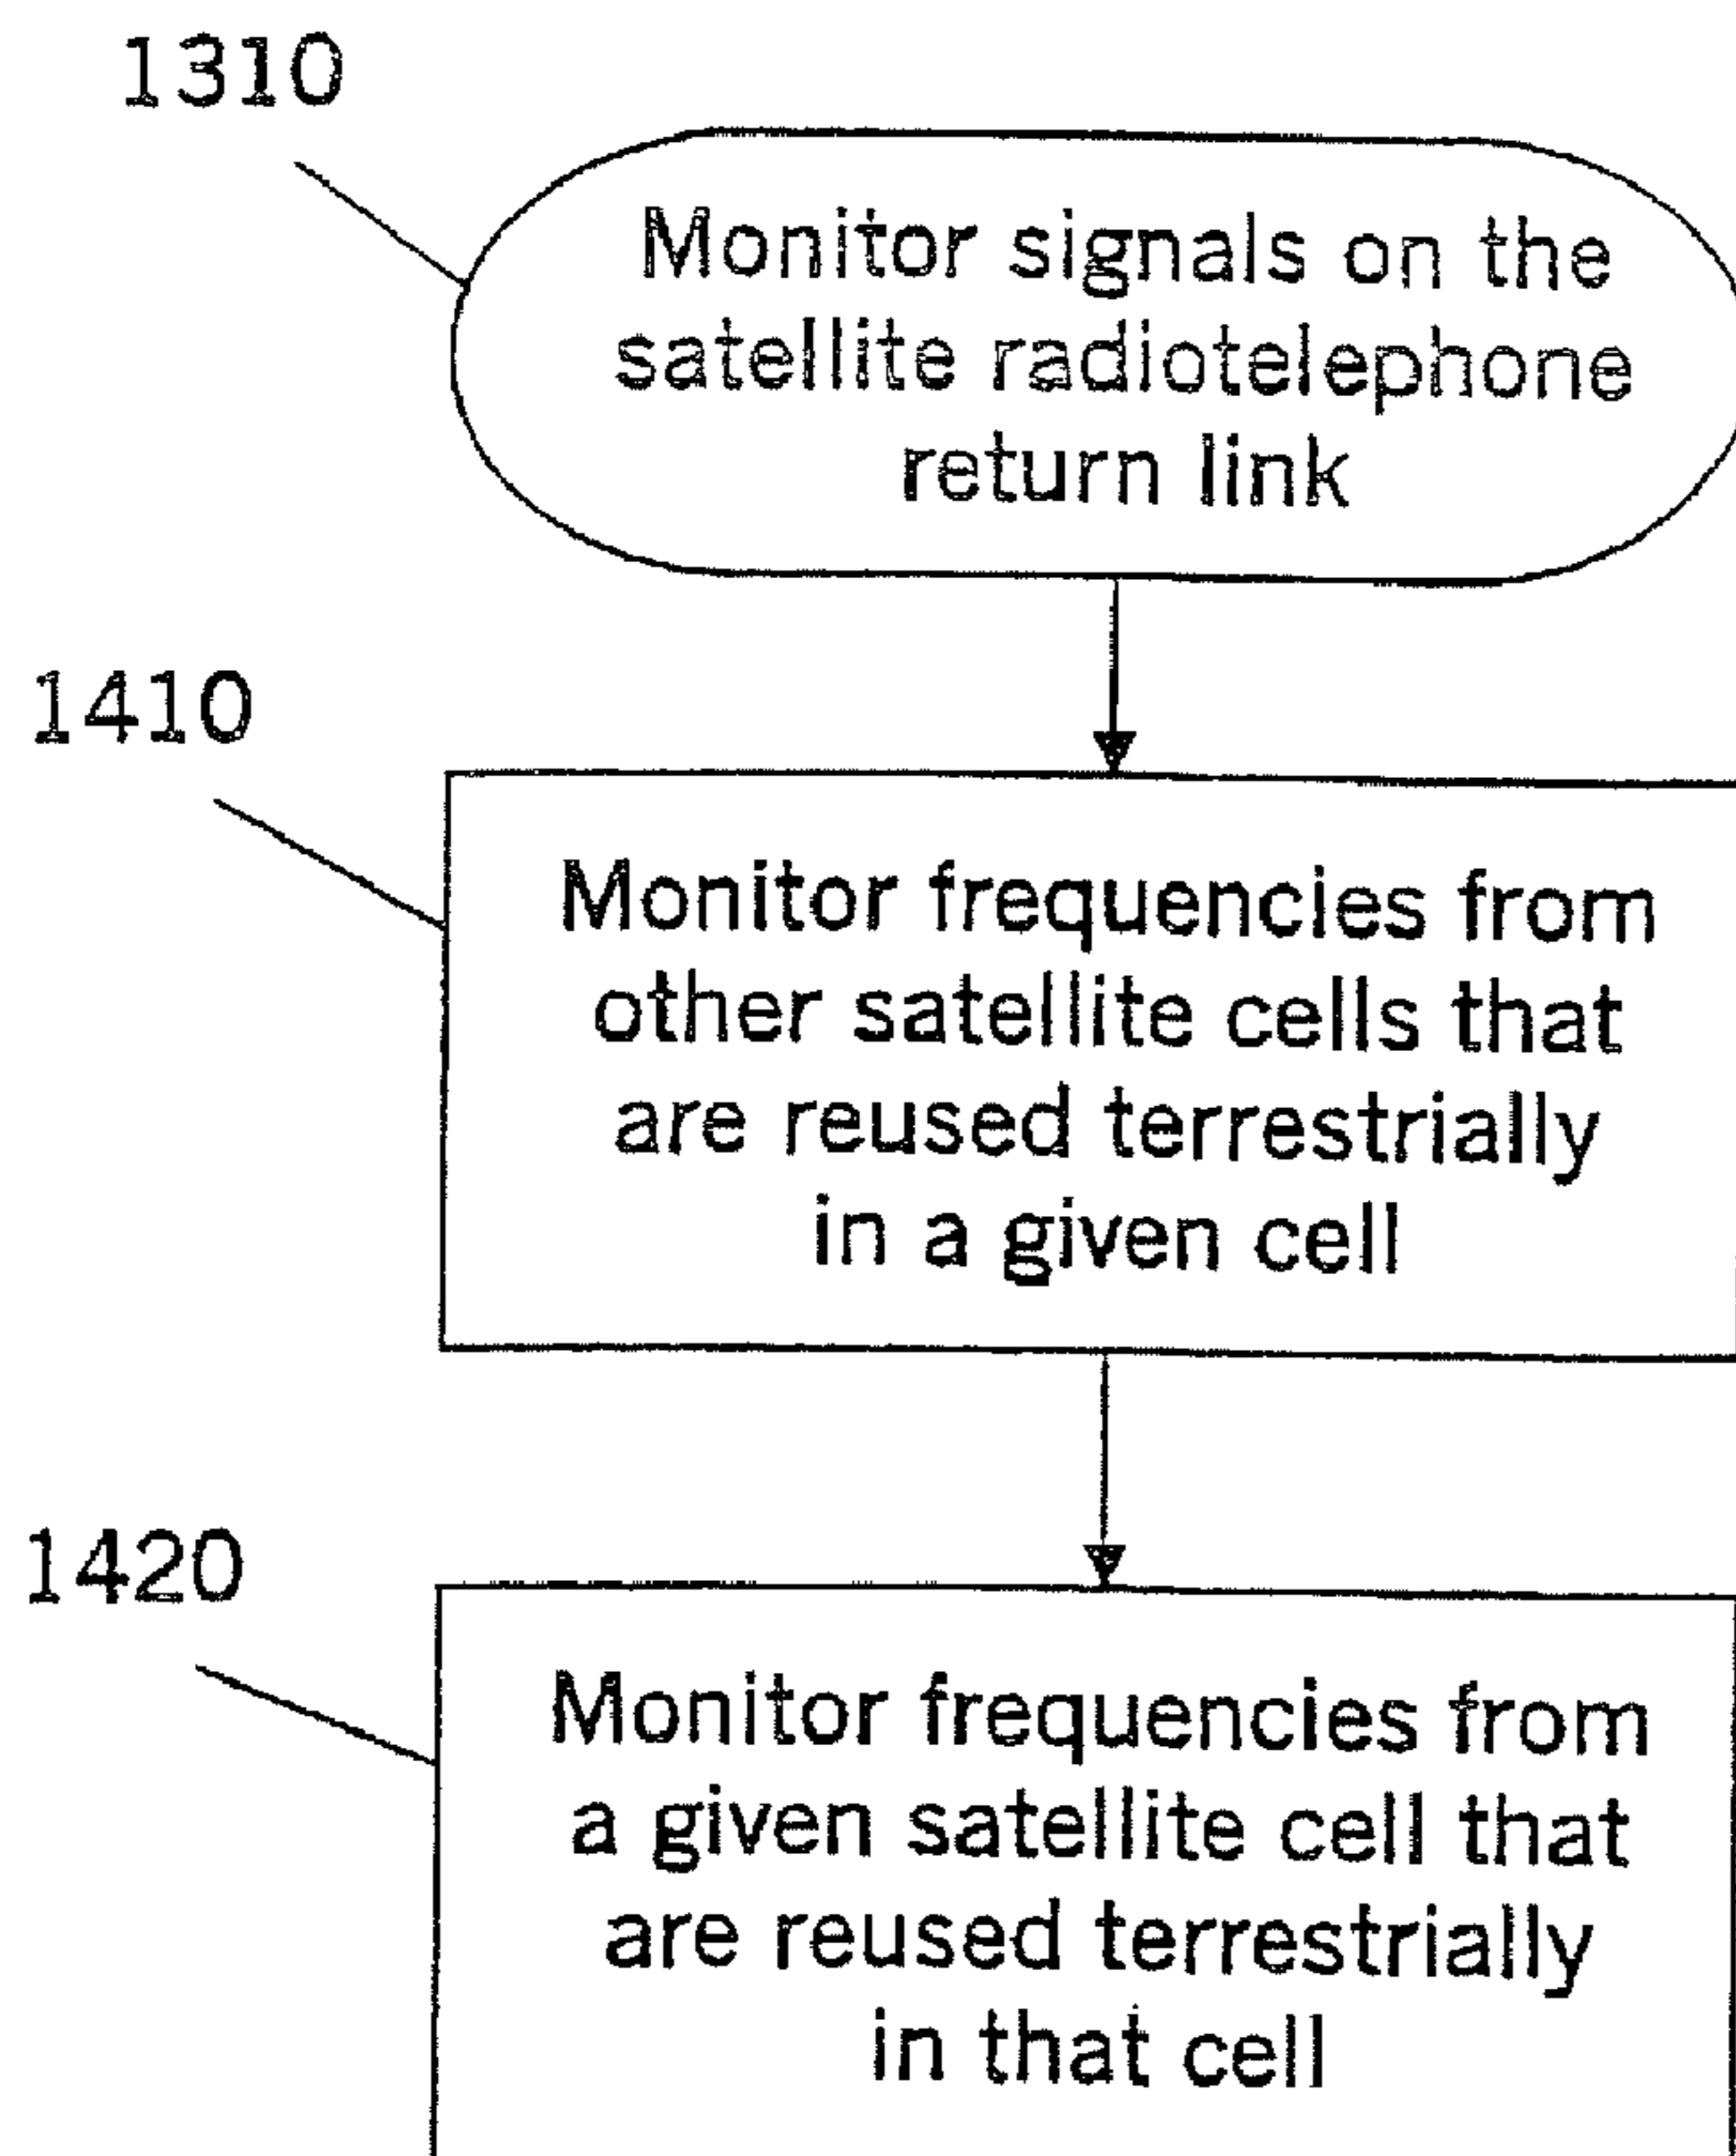 1310
Monitor signals on the
satellite radiotelephone
return link
1410
Monitor frequencies from
other satellite cells that
are reused terrestrially
in a given cell
1420
Monitor frequencies from
a given satellite cell that
are reused terrestrially
in that cell